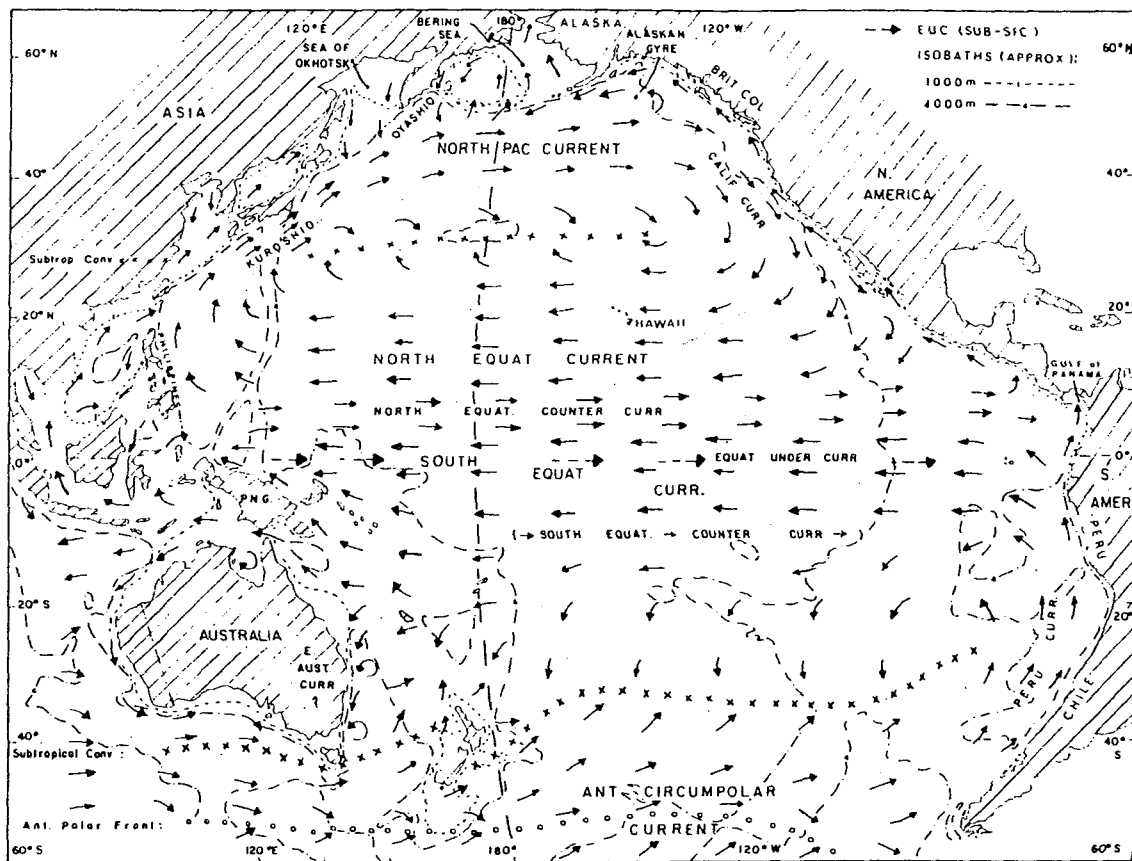 120° E
BERING SEA
180°
ALASKA
ALASKAN GYRE
120° W
60° N
SEA OF OKHOTSK
EUC (SUB-SFC)
ISOBATHS (APPROX):
1000m
4000m
60° N
ASIA
OYASHIO
BRIT COL
NORTH PAC CURRENT
40°
CALIF CURR
N. AMERICA
40°
KUROSHIO
Subtrop Conv
20° N
PHILIPPINES
HAWAII
20°
NORTH EQUAT CURRENT
GULF of PANAMA
NORTH EQUAT. COUNTER CURR
0°
SOUTH EQUAT CURR.
EQUAT UNDER CURR
0°
S AMER
P.N.G.
SOUTH EQUAT. COUNTER CURR
PERU
20° S
AUSTRALIA
E. AUST. CURR ?
PERU CURR.
20°
CHILE
40°
Subtropical Conv:
40° S
ANT. CIRCUMPOLAR CURRENT
Ant. Polar Front:
60° S
120° E
180°
120° W
60° S